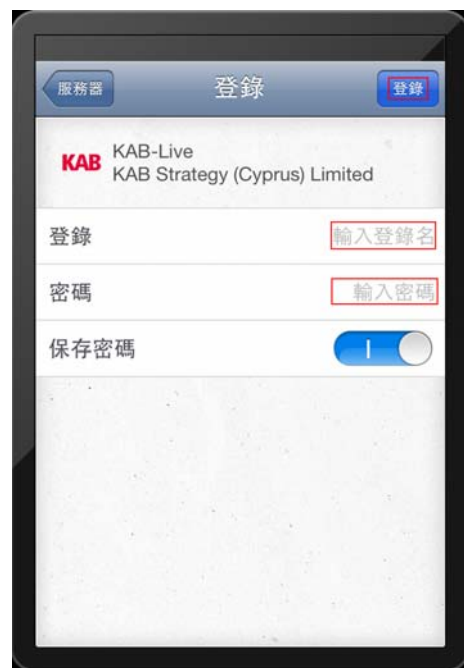 服務器
登錄
登錄
KAB
KAB-Live
KAB Strategy (Cyprus) Limited
登錄
輸入登錄名
密碼
輸入密碼
保存密碼